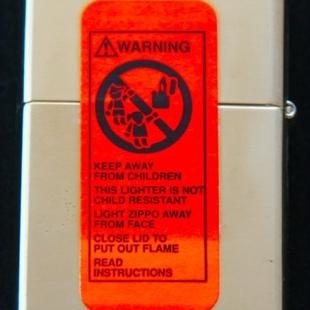 WARNING
KEEP AWAY
FROM CHILDREN
THIS LIGHTER IS NOT
CHILD RESISTANT
LIGHT ZIPPO AWAY
FROM FACE
CLOSE LID TO
PUT OUT FLAME
READ
INSTRUCTIONS